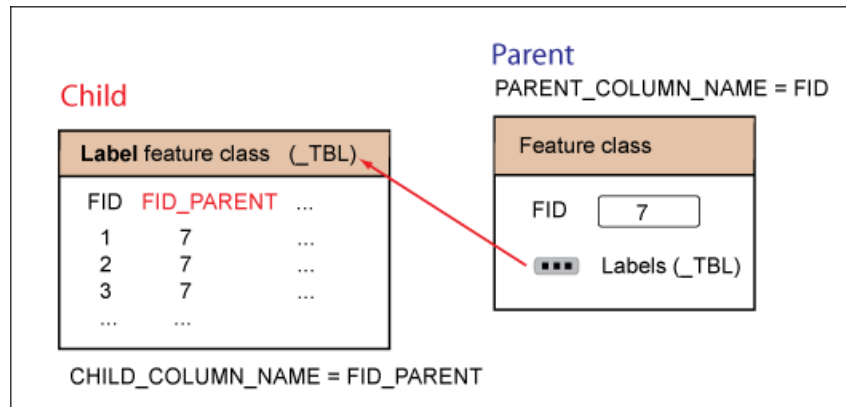 Child
Label feature class (_TBL)
FID FID_PARENT ...
1 7 ...
2 7 ...
3 7 ...
... ...
CHILD_COLUMN_NAME = FID_PARENT
Parent
PARENT_COLUMN_NAME = FID
Feature class
FID 7
Labels (_TBL)